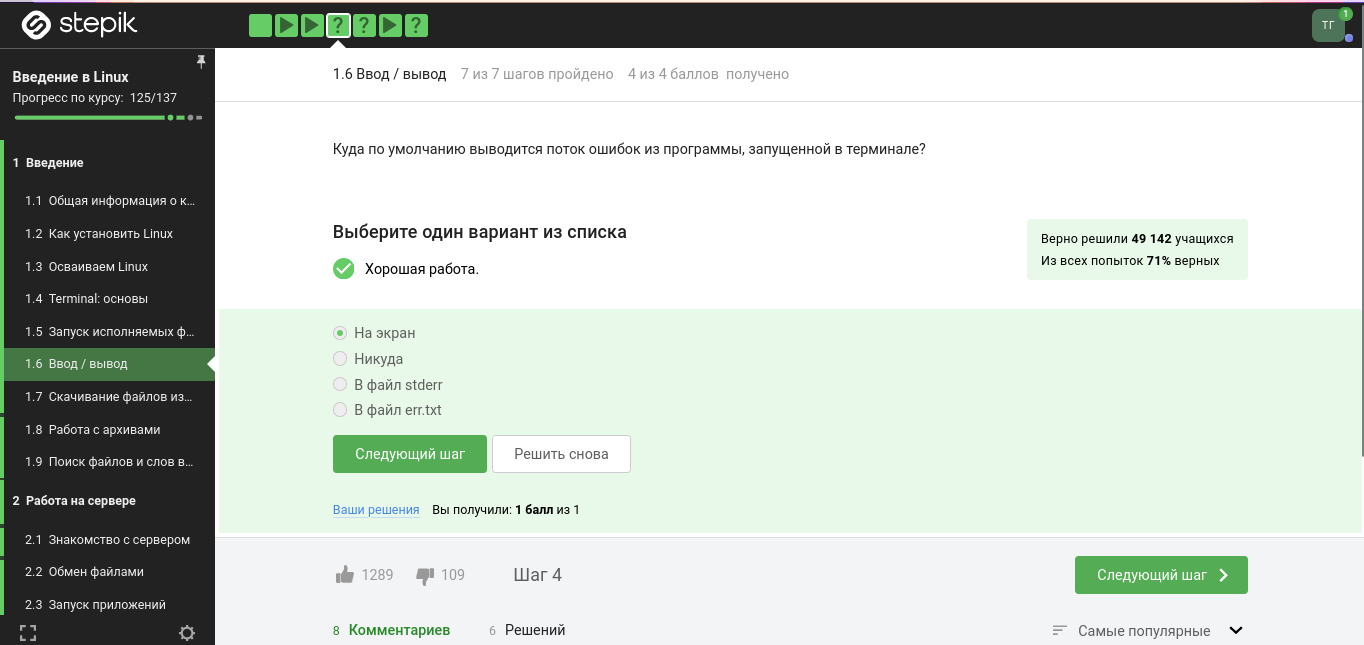 stepik
? ? ?
ТГ
1
Введение в Linux
Прогресс по курсу: 125/137
1 Введение
1.1 Общая информация о к...
1.2 Как установить Linux
1.3 Осваиваем Linux
1.4 Terminal: основы
1.5 Запуск исполняемых ф...
1.6 Ввод / вывод
1.7 Скачивание файлов из...
1.8 Работа с архивами
1.9 Поиск файлов и слов в...
2 Работа на сервере
2.1 Знакомство с сервером
2.2 Обмен файлами
2.3 Запуск приложений
1.6 Ввод / вывод 7 из 7 шагов пройдено 4 из 4 баллов получено
Куда по умолчанию выводится поток ошибок из программы, запущенной в терминале?
Выберите один вариант из списка
Хорошая работа.
Верно решили 49 142 учащихся
Из всех попыток 71% верных
На экран
Никуда
В файл stderr
В файл err.txt
Следующий шаг Решить снова
Ваши решения Вы получили: 1 балл из 1
1289 109 Шаг 4 Следующий шаг
8 Комментариев 6 Решений Самые популярные